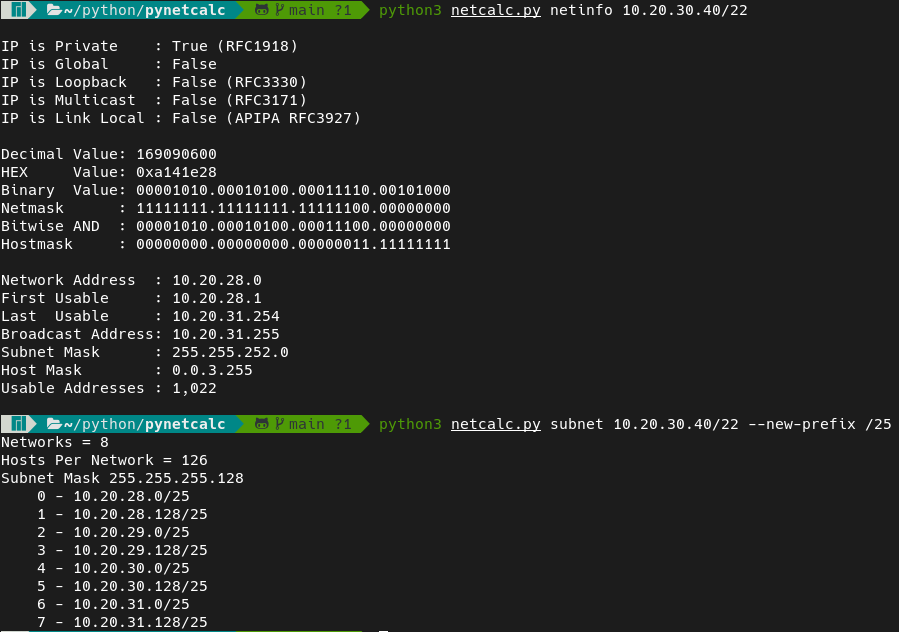 ~/python/pynetcalc main ?1 python3 netcalc.py netinfo 10.20.30.40/22
IP is Private    : True (RFC1918)
IP is Global     : False
IP is Loopback   : False (RFC3330)
IP is Multicast  : False (RFC3171)
IP is Link Local : False (APIPA RFC3927)
Decimal Value: 169090600
HEX     Value: 0xa141e28
Binary  Value: 00001010.00010100.00011110.00101000
Netmask      : 11111111.11111111.11111100.00000000
Bitwise AND  : 00001010.00010100.00011100.00000000
Hostmask     : 00000000.00000000.00000011.11111111
Network Address  : 10.20.28.0
First Usable     : 10.20.28.1
Last  Usable     : 10.20.31.254
Broadcast Address: 10.20.31.255
Subnet Mask      : 255.255.252.0
Host Mask        : 0.0.3.255
Usable Addresses : 1,022
~/python/pynetcalc main ?1 python3 netcalc.py subnet 10.20.30.40/22 --new-prefix /25
Networks = 8
Hosts Per Network = 126
Subnet Mask 255.255.255.128
    0 - 10.20.28.0/25
    1 - 10.20.28.128/25
    2 - 10.20.29.0/25
    3 - 10.20.29.128/25
    4 - 10.20.30.0/25
    5 - 10.20.30.128/25
    6 - 10.20.31.0/25
    7 - 10.20.31.128/25